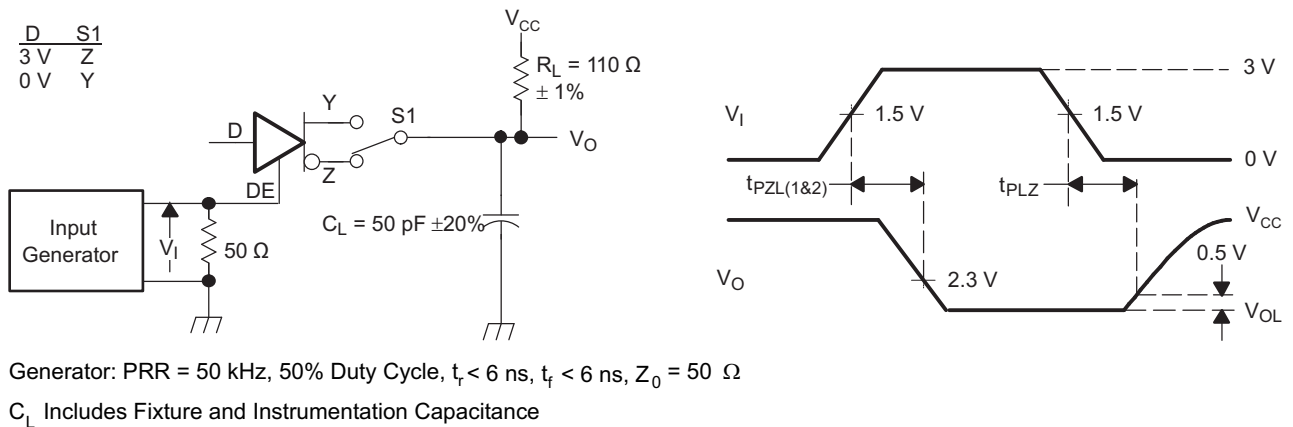 D S1
3 V Z
0 V Y
V_CC
R_L = 110 Ω
± 1%
Y
S1
D
V_O
Z
DE
Input
Generator
V_I
50 Ω
C_L = 50 pF ±20%
3 V
V_I
1.5 V
1.5 V
0 V
t_PZL(1&2)
t_PLZ
V_CC
0.5 V
V_O
2.3 V
V_OL
Generator: PRR = 50 kHz, 50% Duty Cycle, t_r < 6 ns, t_f < 6 ns, Z_0 = 50 Ω
C_L Includes Fixture and Instrumentation Capacitance